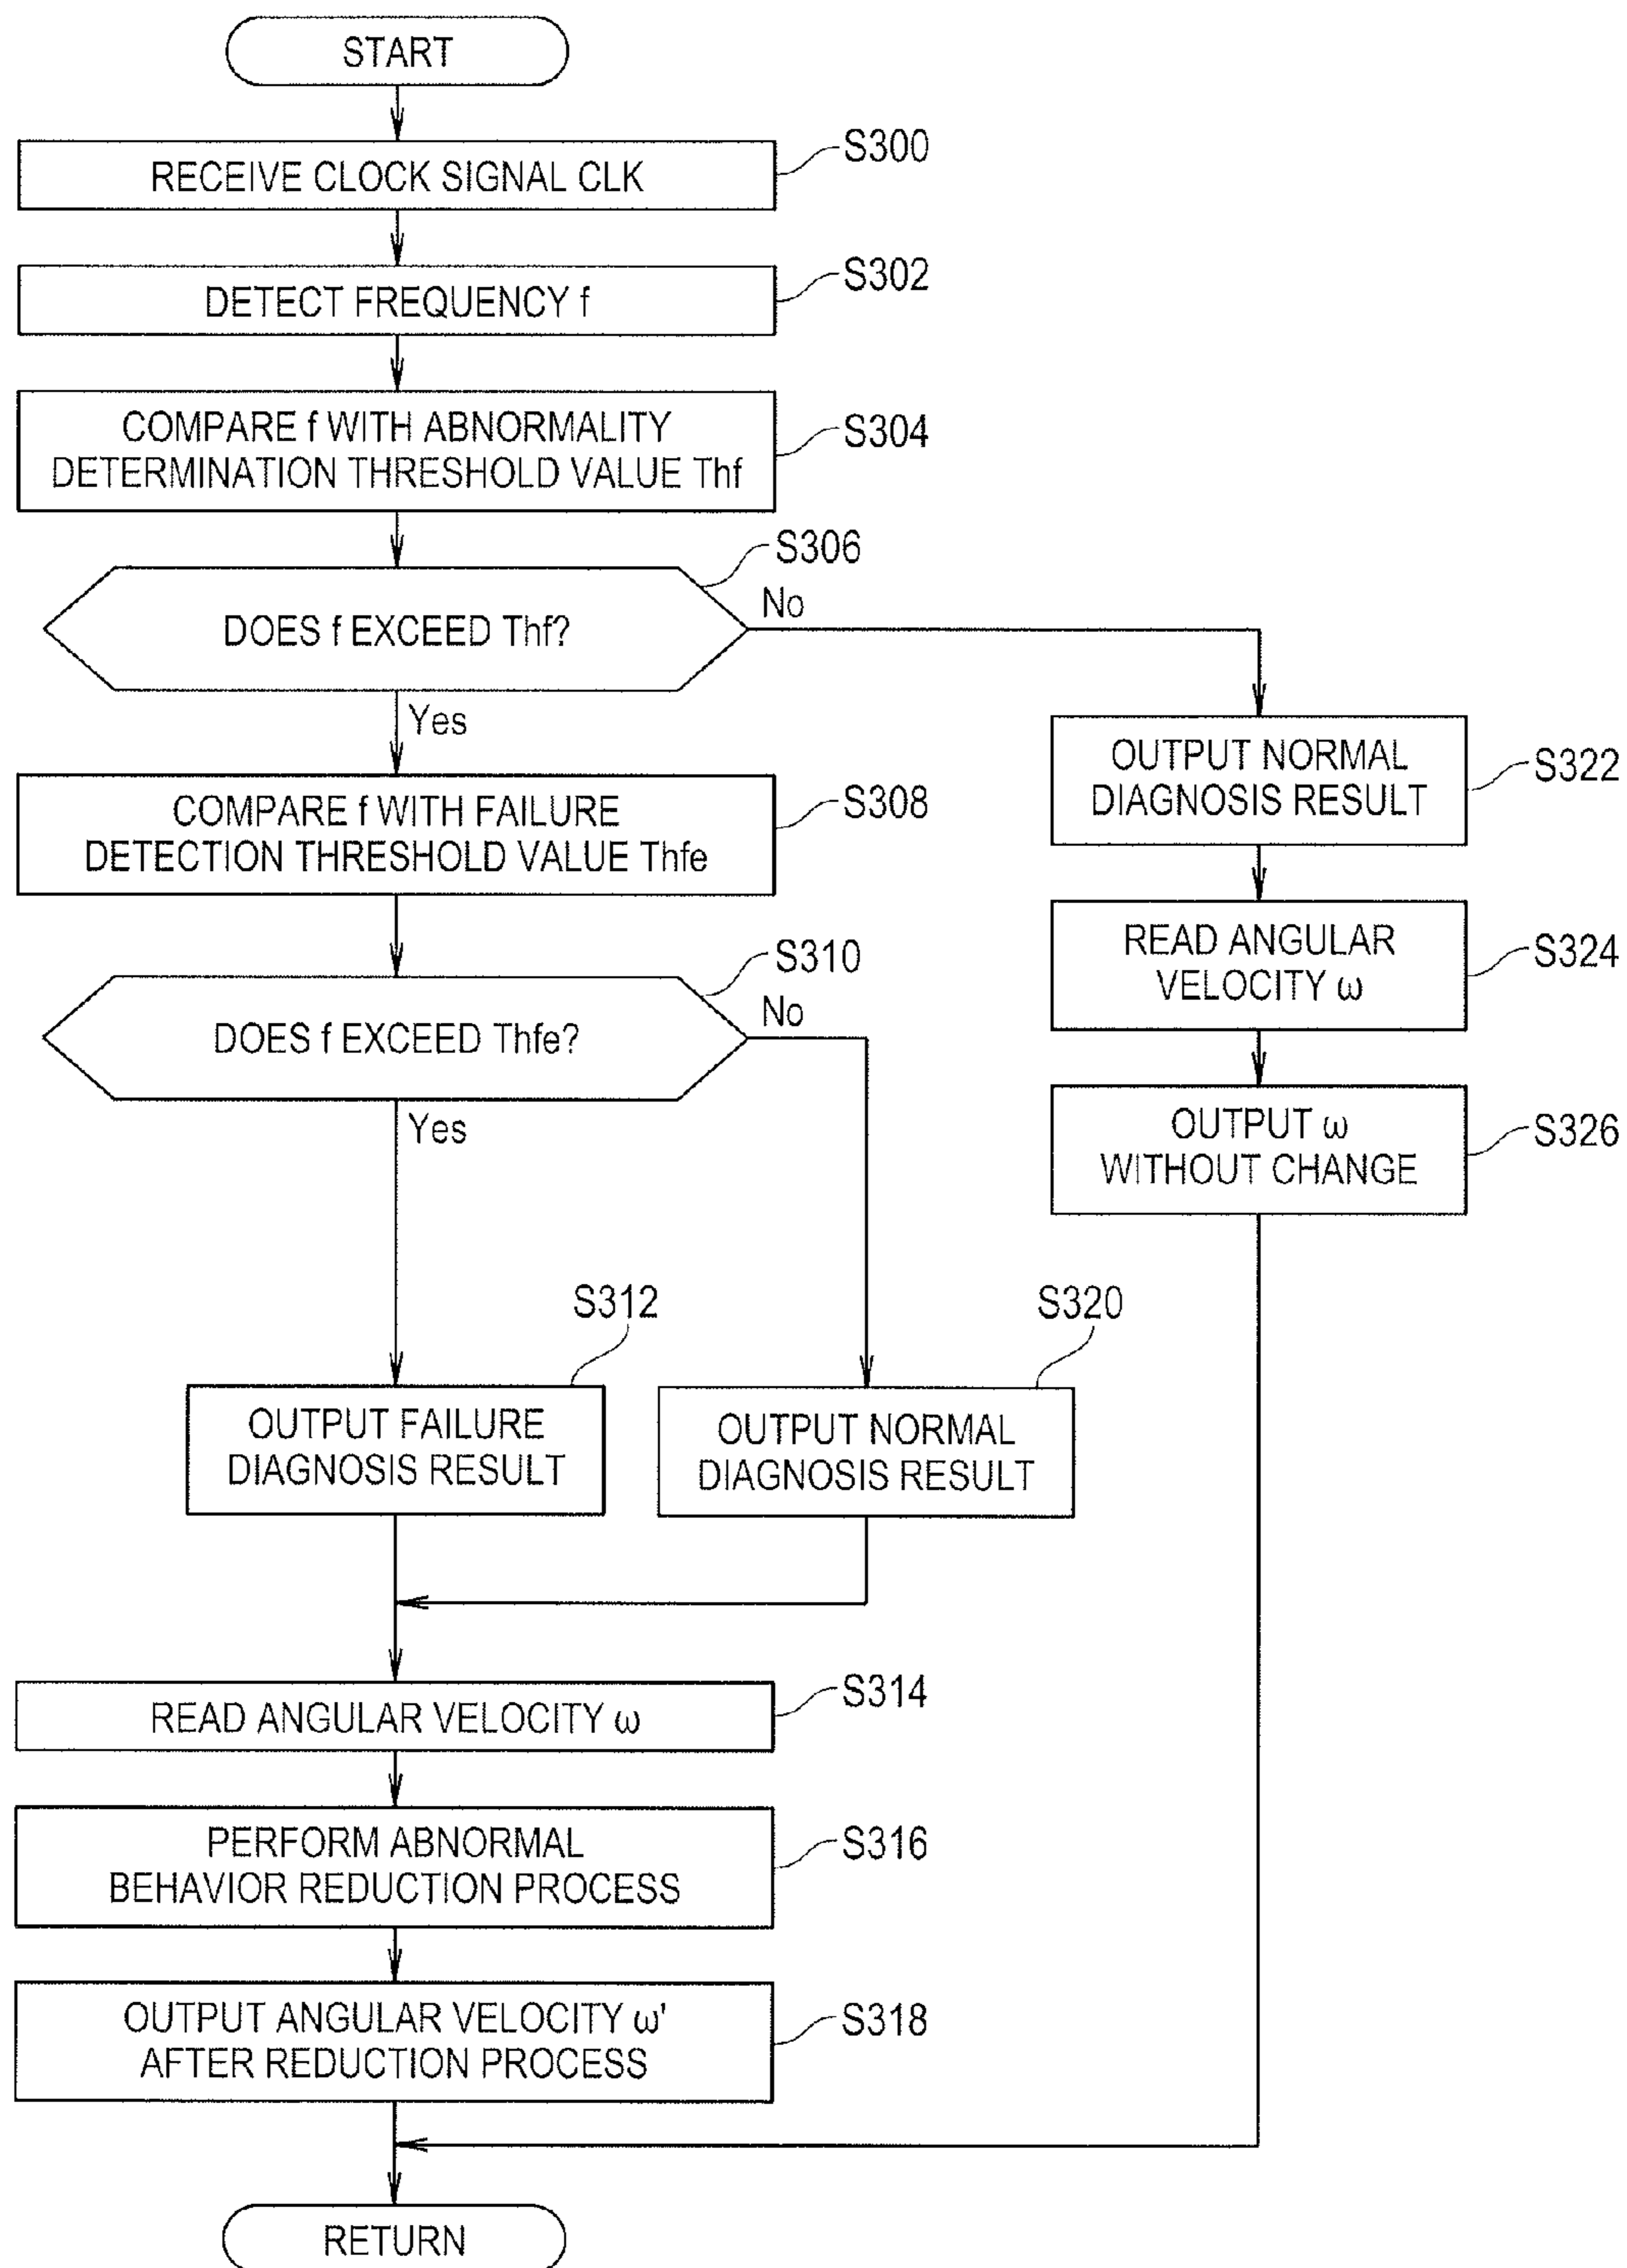 START
RECEIVE CLOCK SIGNAL CLK
S300
DETECT FREQUENCY f
S302
COMPARE f WITH ABNORMALITY
DETERMINATION THRESHOLD VALUE Thf
S304
DOES f EXCEED Thf?
S306
No
Yes
COMPARE f WITH FAILURE
DETECTION THRESHOLD VALUE Thfe
S308
DOES f EXCEED Thfe?
S310
No
Yes
OUTPUT NORMAL
DIAGNOSIS RESULT
S322
READ ANGULAR
VELOCITY ω
S324
OUTPUT ω
WITHOUT CHANGE
S326
S312
OUTPUT FAILURE
DIAGNOSIS RESULT
S320
OUTPUT NORMAL
DIAGNOSIS RESULT
READ ANGULAR VELOCITY ω
S314
PERFORM ABNORMAL
BEHAVIOR REDUCTION PROCESS
S316
OUTPUT ANGULAR VELOCITY ω'
AFTER REDUCTION PROCESS
S318
RETURN